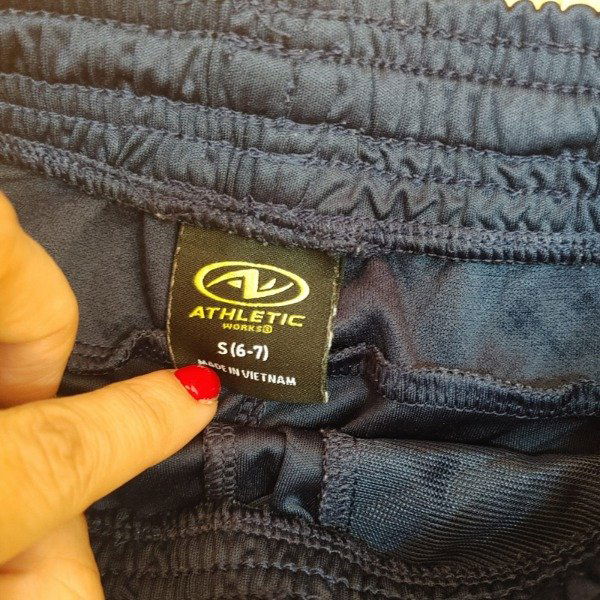 ATHLETIC
WORKS®
S (6-7)
MADE IN VIETNAM